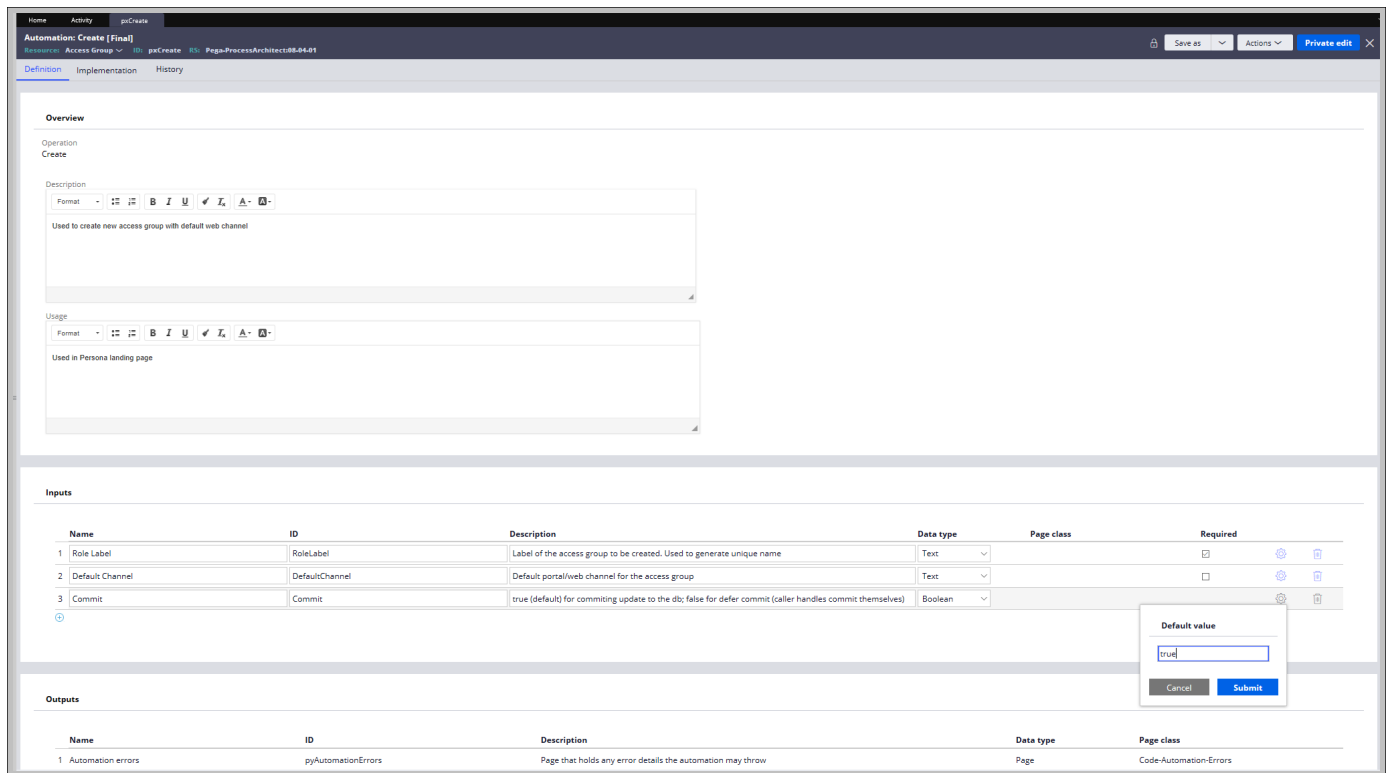 Home Activity pxCreate
Automation: Create [Final]
Resource: Access Group ID: pxCreate RS: Pega-ProcessArchitect:08-04-01
Save as Actions Private edit
Definition Implementation History
Overview
Operation
Create
Description
Format B I U Ix A A
Used to create new access group with default web channel
Usage
Format B I U Ix A A
Used in Persona landing page
Inputs
Name ID Description Data type Page class Required
1 Role Label RoleLabel Label of the access group to be created. Used to generate unique name Text
2 Default Channel DefaultChannel Default portal/web channel for the access group Text
3 Commit Commit true (default) for commiting update to the db; false for defer commit (caller handles commit themselves) Boolean
Default value
true
Cancel Submit
Outputs
Name ID Description Data type Page class
1 Automation errors pyAutomationErrors Page that holds any error details the automation may throw Page Code-Automation-Errors